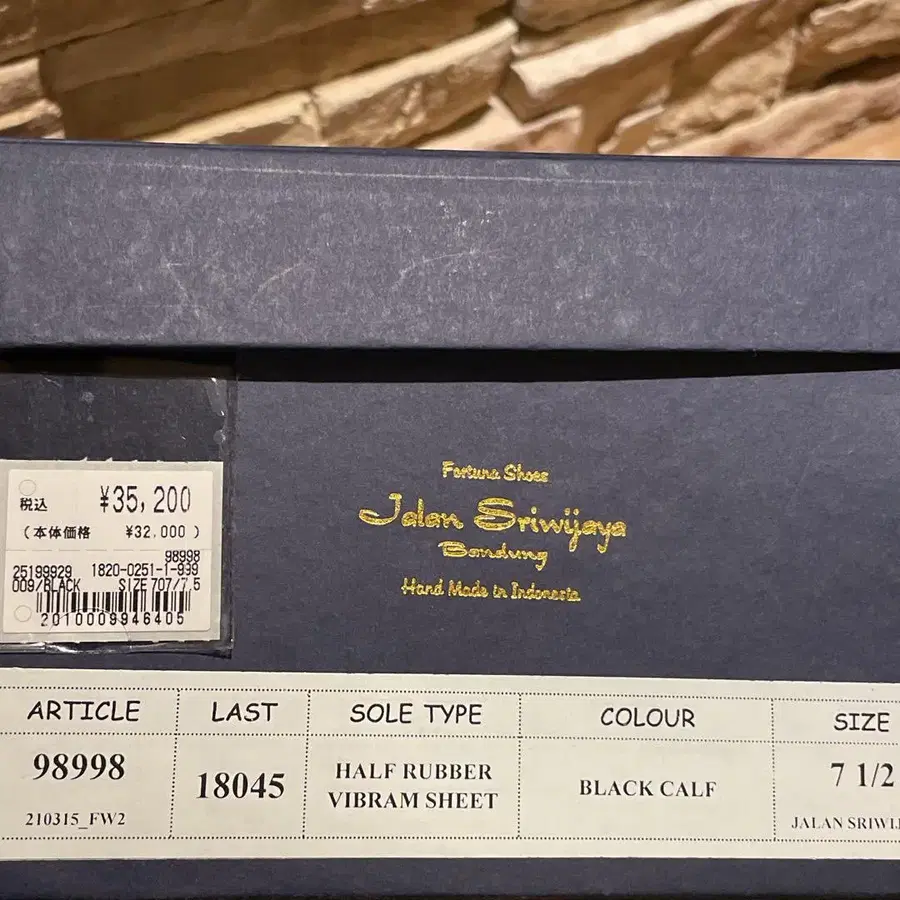 Fortuna Shoes
Jalan Sriwijaya
Bandung
Hand Made in Indonesia
税込 ¥35,200
(本体価格 ¥32,000)
98998
25199929 1820-0251-1-939
009/BLACK SIZE 707/7.5
2010009946405
ARTICLE LAST SOLE TYPE COLOUR SIZE
98998 18045 HALF RUBBER BLACK CALF 7 1/2
VIBRAM SHEET
210315_FW2 JALAN SRIWIJ